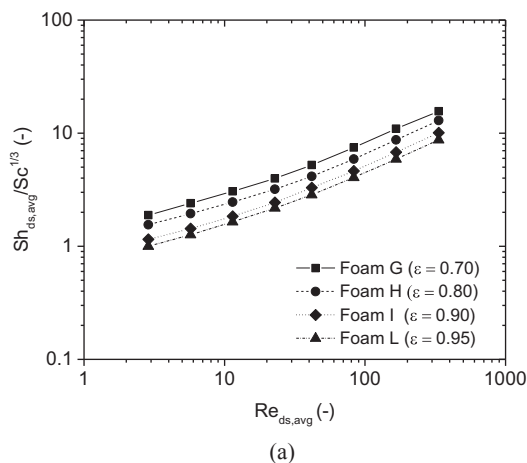 100
10
1
0.1
Sh_ds,avg/Sc^1/3 (-)
Foam G (ε = 0.70)
Foam H (ε = 0.80)
Foam I (ε = 0.90)
Foam L (ε = 0.95)
1 10 100 1000
Re_ds,avg (-)
(a)